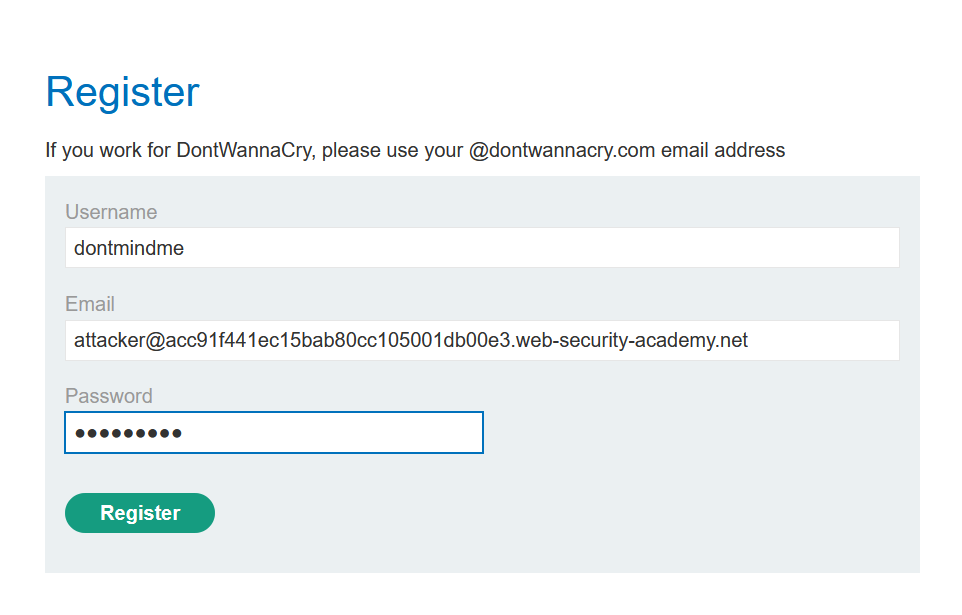 Register
If you work for DontWannaCry, please use your @dontwannacry.com email address
Username
dontmindme
Email
attacker@acc91f441ec15bab80cc105001db00e3.web-security-academy.net
Password
●●●●●●●●●
Register